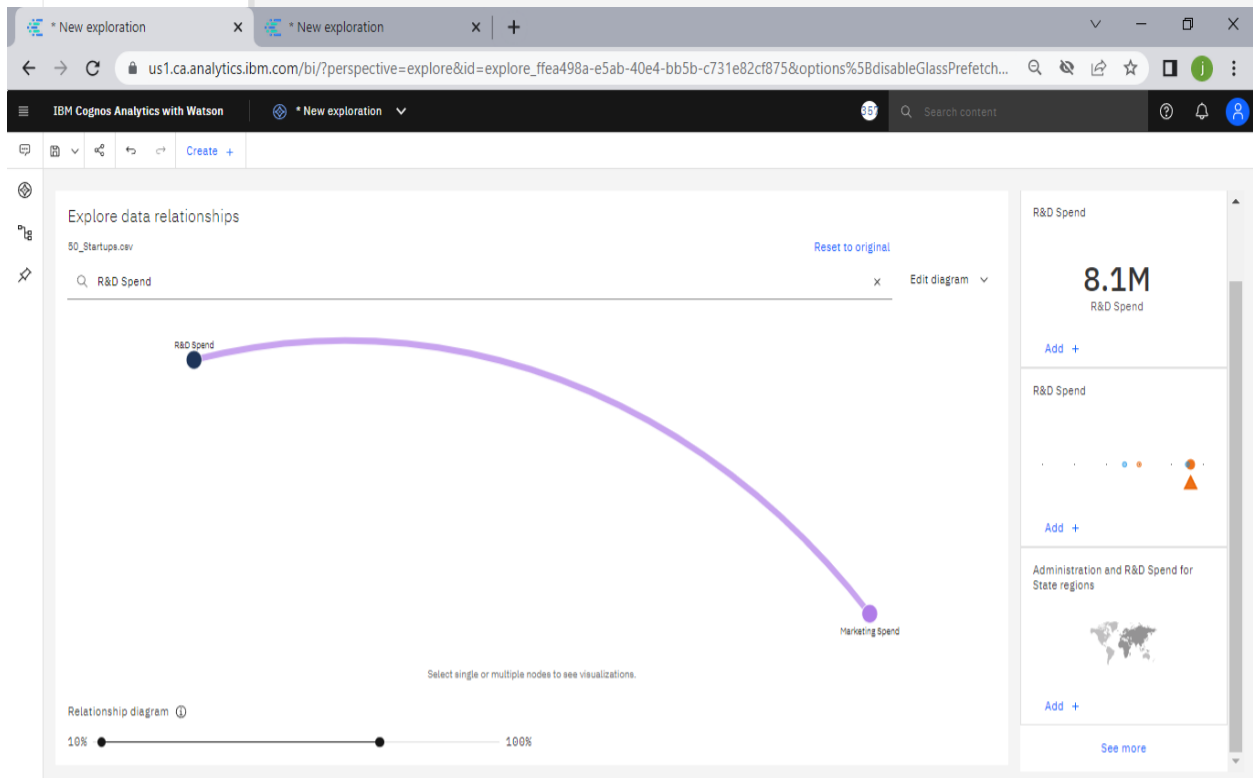 * New exploration
* New exploration
us1.ca.analytics.ibm.com/bi/?perspective=explore&id=explore_ffea498a-e5ab-40e4-bb5b-c731e82cf875&options%5BdisableGlassPrefetch...
j
IBM Cognos Analytics with Watson
* New exploration
Search content
Create +
Explore data relationships
50_Startups.csv
Reset to original
R&D Spend
Edit diagram
R&D Spend
Marketing Spend
Select single or multiple nodes to see visualizations.
Relationship diagram
10%
100%
R&D Spend
8.1M
R&D Spend
Add +
R&D Spend
Add +
Administration and R&D Spend for
State regions
Add +
See more